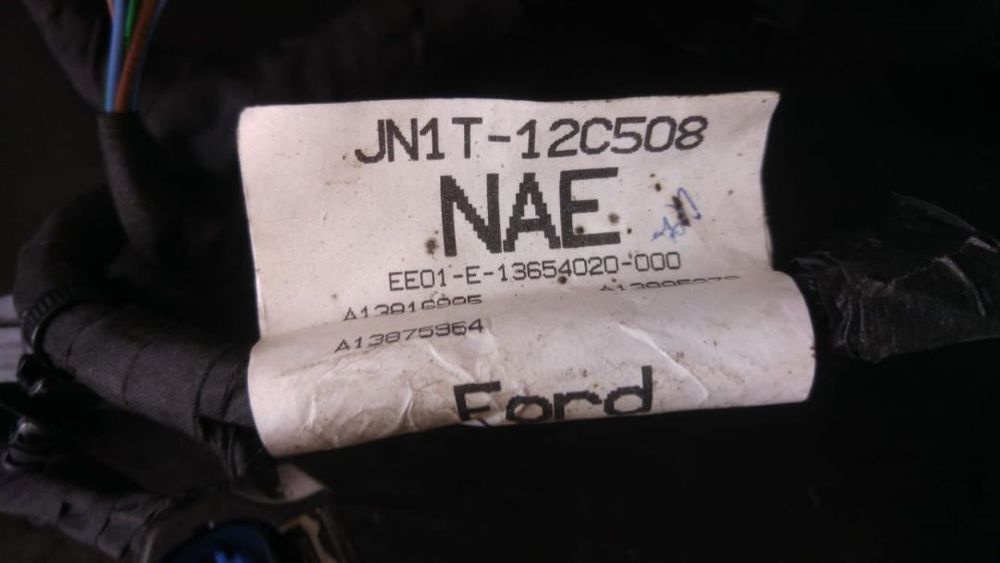 JN1T-12C508
NAE
EE01-E-13654020-000
A13875964
Ford